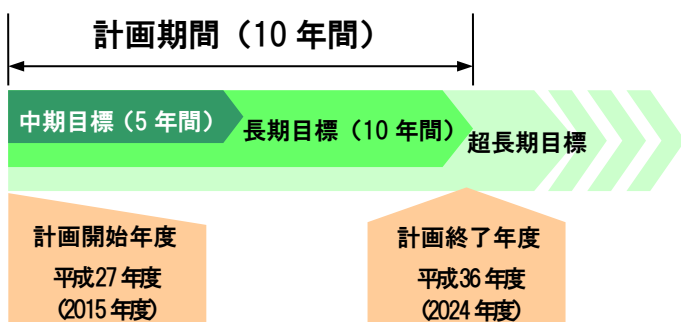 計画期間（10 年間）
中期目標（5 年間）
長期目標（10 年間）
超長期目標
計画開始年度
平成27 年度
(2015 年度)
計画終了年度
平成36 年度
(2024 年度)